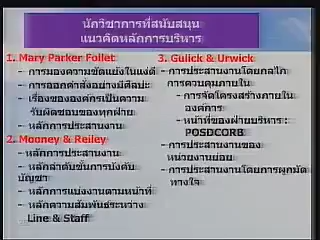 นักวิชาการที่สนับสนุน
แนวคิดหลักการบริหาร
1. Mary Parker Follet
- การมองความขัดแย้งในแง่ดี
- การออกคำสั่งอย่างมีศิลปะ
- เรื่องขององค์กรเป็นความ
รับผิดชอบของทุกฝ่าย
- หลักการประสานงาน
2. Mooney & Reiley
- หลักการประสานงาน
- หลักลำดับชั้นการบังคับ
บัญชา
- หลักการแบ่งงานตามหน้าที่
- หลักความสัมพันธ์ระหว่าง
Line & Staff
3. Gulick & Urwick
- การประสานงานโดยกลไก
การควบคุมภายใน
- การจัดโครงสร้างภายใน
องค์การ
- หน้าที่ของฝ่ายบริหาร :
POSDCORB
- การประสานงานของ
หน่วยงานย่อย
- การประสานงานโดยการผูกมัด
ทางใจ